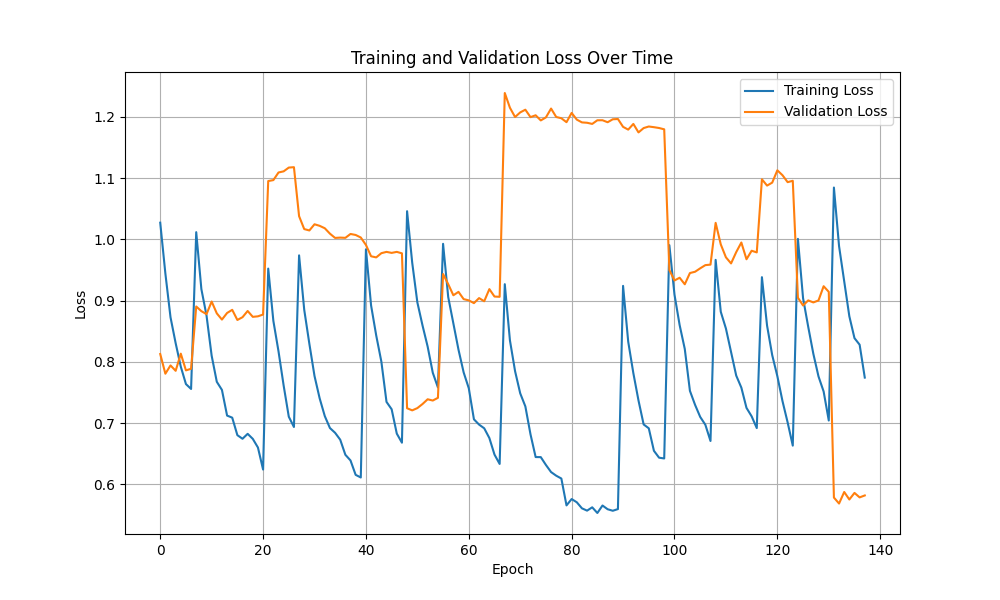 Training and Validation Loss Over Time
Training Loss
Validation Loss
1.2
1.1
1.0
0.9
0.8
0.7
0.6
Loss
0 20 40 60 80 100 120 140
Epoch